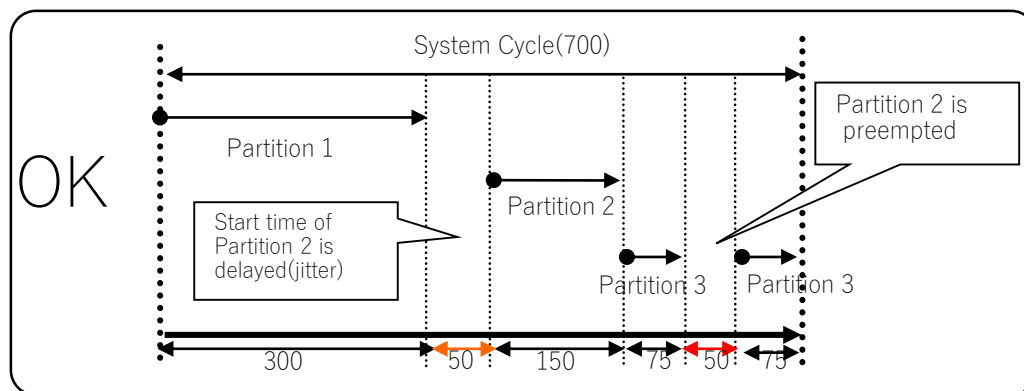 System Cycle(700)
Partition 2 is
preempted
Partition 1
OK
Partition 2
Start time of
Partition 2 is
delayed(jitter)
Partition 3
Partition 3
300
50
150
75
50
75